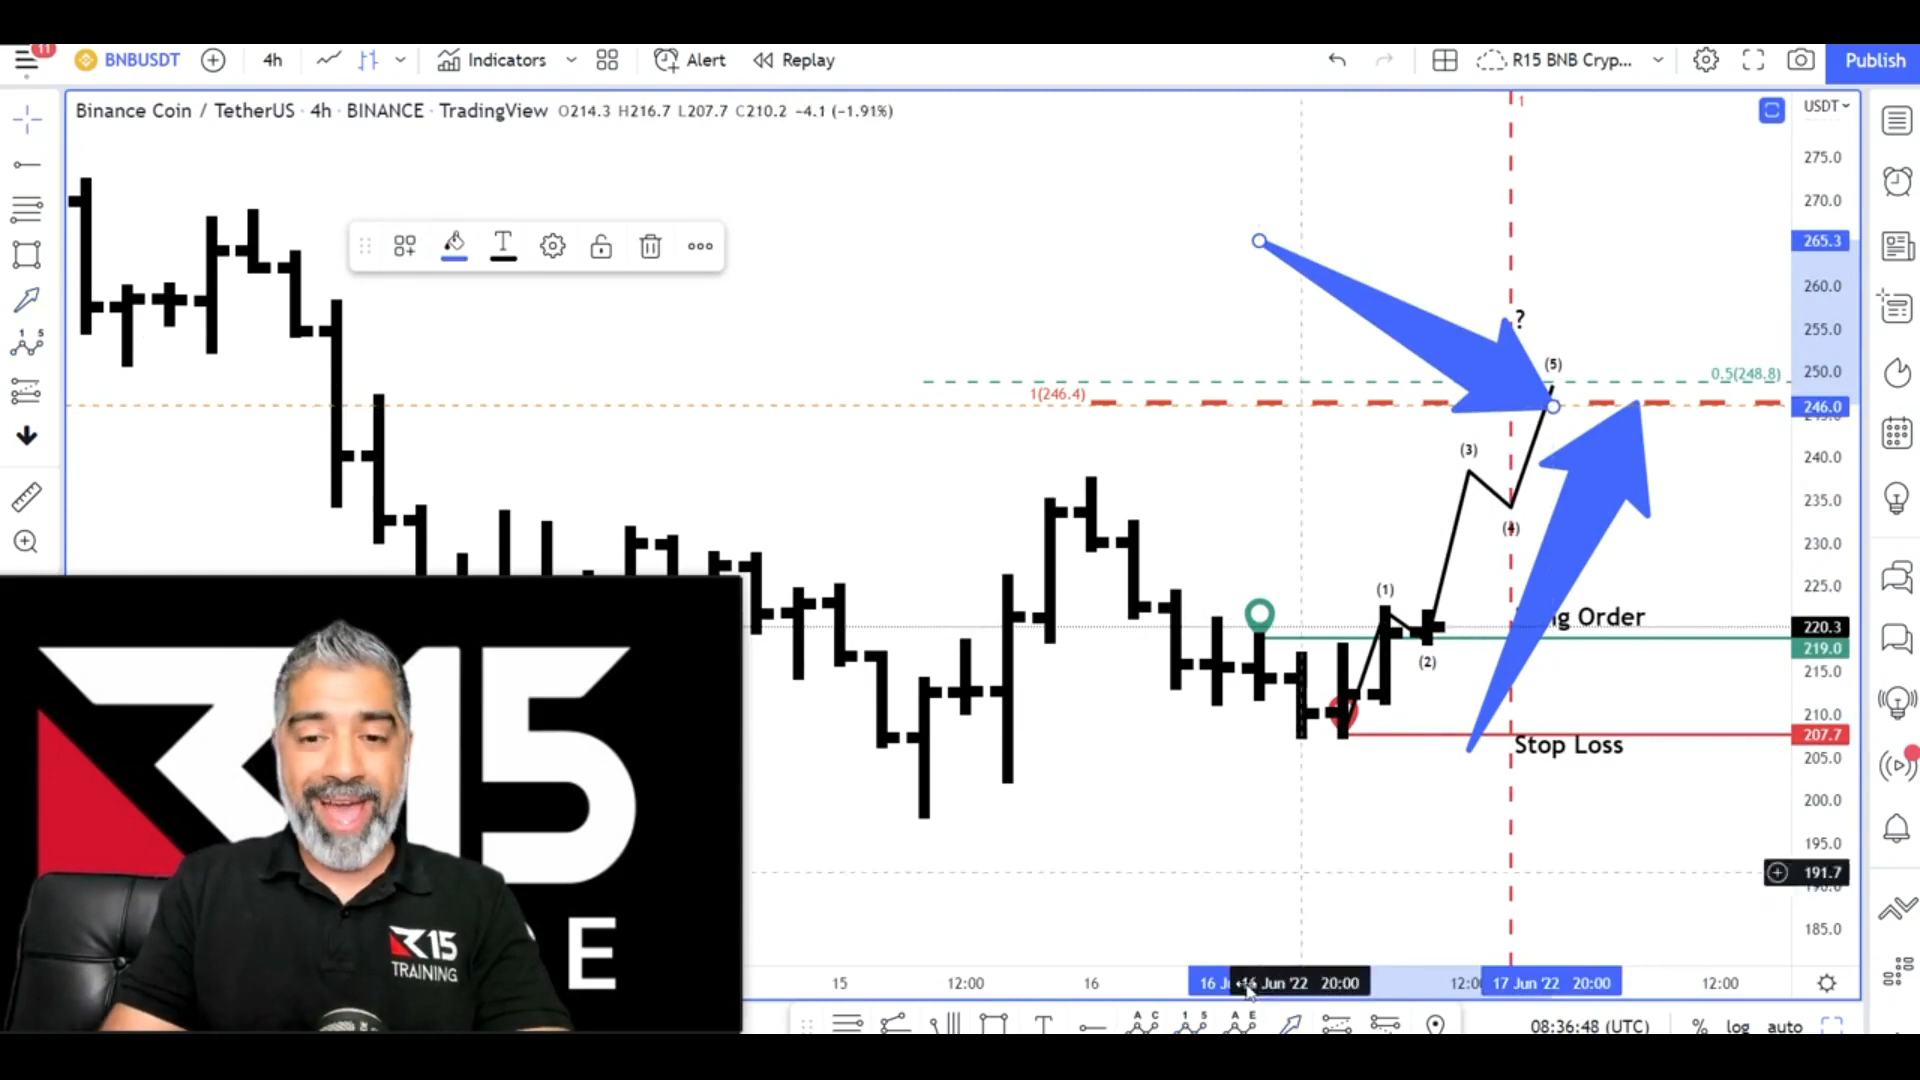 11
BNBUSDT 4h Indicators Alert Replay R15 BNB Cryp... Publish
Binance Coin / TetherUS · 4h · BINANCE · TradingView O214.3 H216.7 L207.7 C210.2 −4.1 (−1.91%)
USDT
1
275.0
270.0
265.3
260.0
?
255.0
(5)
250.0
0.5(248.8)
1(246.4)
246.0
(3)
240.0
235.0
(4)
230.0
(1)
225.0
Order
220.3
219.0
(2)
215.0
210.0
207.7
Stop Loss
205.0
200.0
195.0
191.7
185.0
R15
E
R15
TRAINING
15 12:00 16 16 Jun '22 20:00 17 Jun '22 20:00 12:00
08:36:48 (UTC) % log auto